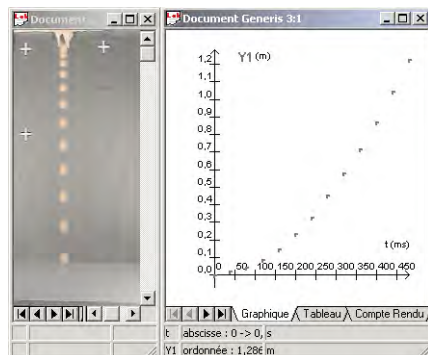 Document...
Document Generis 3:1
Y1 (m)
1,2
1,1
1,0
0,9
0,8
0,7
0,6
0,5
0,4
0,3
0,2
0,1
0,0
t (ms)
50 100 150 200 250 300 350 400 450
Graphique Tableau Compte Rendu
t abscisse : 0 -> 0, s
Y1 ordonnée : 1,286 m